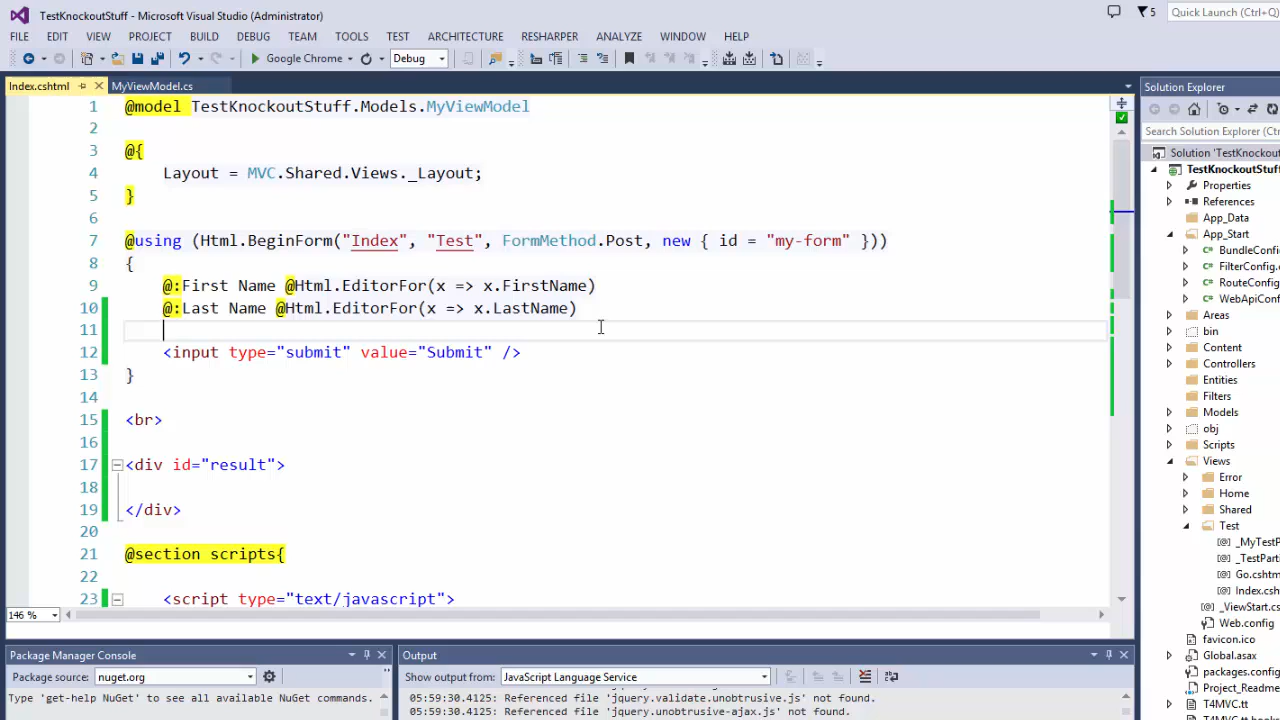 TestKnockoutStuff - Microsoft Visual Studio (Administrator)
5
Quick Launch (Ctrl+Q)
FILE EDIT VIEW PROJECT BUILD DEBUG TEAM TOOLS TEST ARCHITECTURE RESHARPER ANALYZE WINDOW HELP
Google Chrome Debug
Index.cshtml MyViewModel.cs
1 @model TestKnockoutStuff.Models.MyViewModel
2
3 @{
4 Layout = MVC.Shared.Views._Layout;
5 }
6
7 @using (Html.BeginForm("Index", "Test", FormMethod.Post, new { id = "my-form" }))
8 {
9 @:First Name @Html.EditorFor(x => x.FirstName)
10 @:Last Name @Html.EditorFor(x => x.LastName)
11
12 <input type="submit" value="Submit" />
13 }
14
15 <br>
16
17 <div id="result">
18
19 </div>
20
21 @section scripts{
22
23 <script type="text/javascript">
146 %
Solution Explorer
Search Solution Explorer (Ctrl
Solution 'TestKnockout
TestKnockoutStuff
Properties
References
App_Data
App_Start
BundleConfi
FilterConfig.
RouteConfig
WebApiConf
Areas
bin
Content
Controllers
Entities
Filters
Models
obj
Scripts
Views
Error
Home
Shared
Test
_MyTestP
_TestParti
Go.cshtm
Index.csh
_ViewStart.cs
Web.config
favicon.ico
Global.asax
packages.config
Project_Readme
T4MVC.tt
T4MVC.tt.hook
Package Manager Console
Package source: nuget.org
Type 'get-help NuGet' to see all available NuGet commands.
Output
Show output from: JavaScript Language Service
05:59:30.4125: Referenced file 'jquery.validate.unobtrusive.js' not found.
05:59:30.4125: Referenced file 'jquery.unobtrusive-ajax.js' not found.